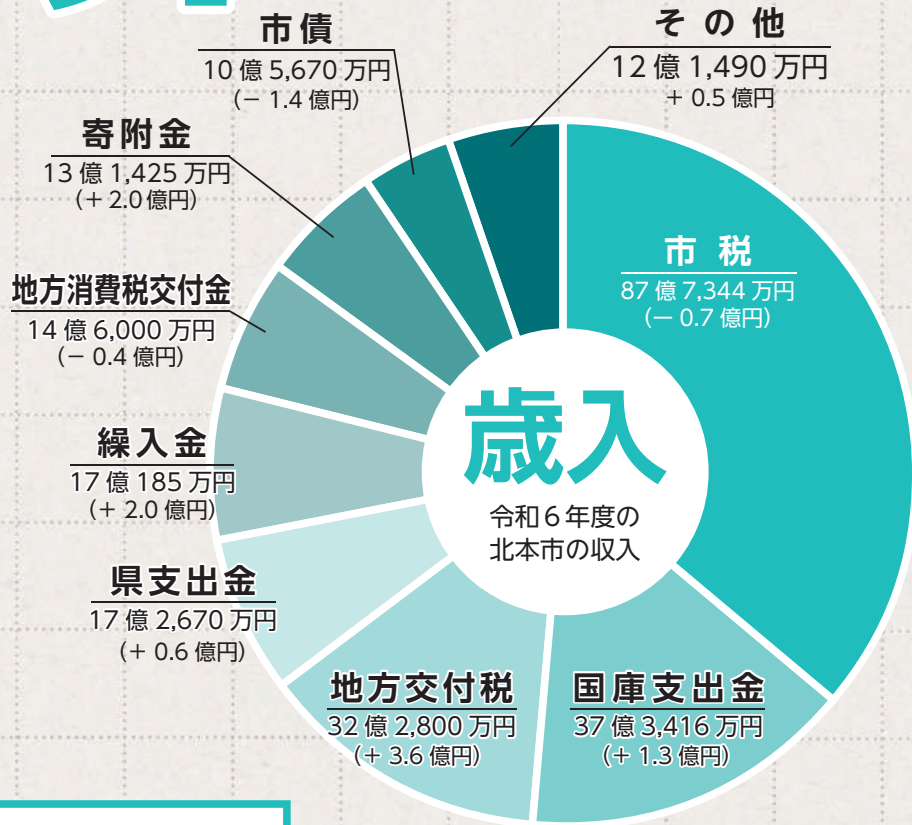 市債
10億5,670万円
(－1.4億円)
その他
12億1,490万円
＋0.5億円
寄附金
13億1,425万円
(＋2.0億円)
市税
87億7,344万円
(－0.7億円)
地方消費税交付金
14億6,000万円
(－0.4億円)
歳入
令和6年度の
北本市の収入
繰入金
17億185万円
(＋2.0億円)
県支出金
17億2,670万円
(＋0.6億円)
地方交付税
32億2,800万円
(＋3.6億円)
国庫支出金
37億3,416万円
(＋1.3億円)